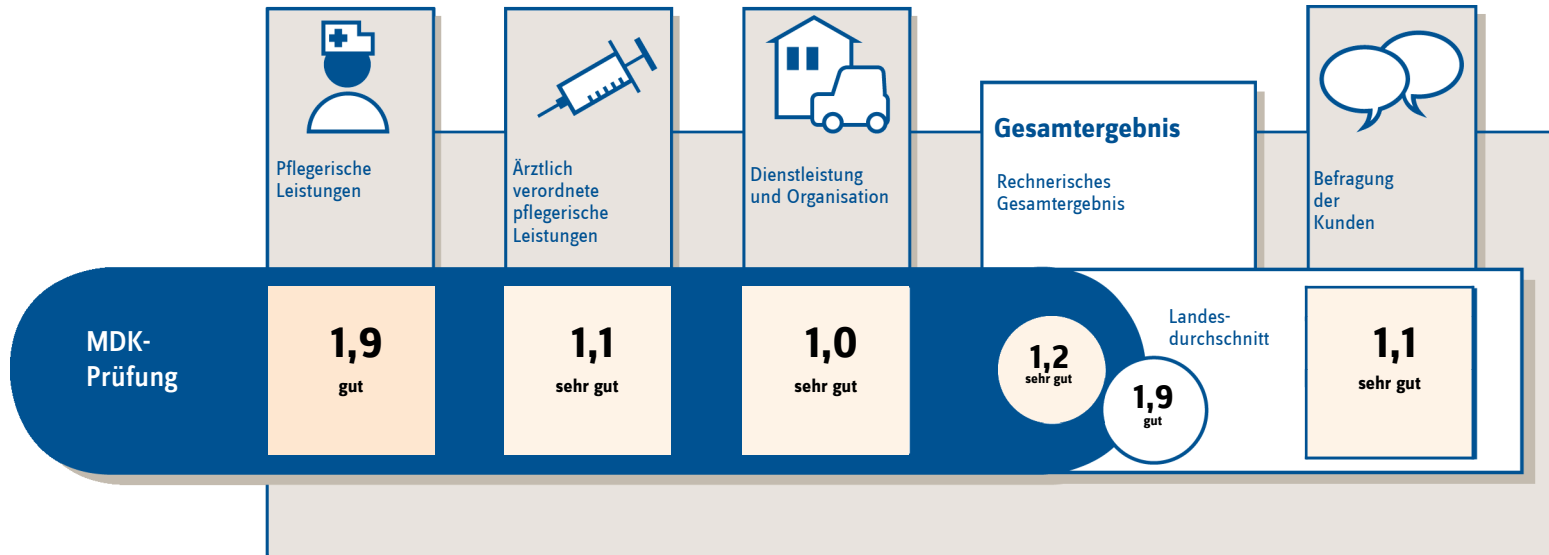 Pflegerische
Leistungen
Ärztlich
verordnete
pflegerische
Leistungen
Dienstleistung
und Organisation
Gesamtergebnis
Rechnerisches
Gesamtergebnis
Befragung
der
Kunden
MDK-
Prüfung
1,9
gut
1,1
sehr gut
1,0
sehr gut
1,2
sehr gut
Landes-
durchschnitt
1,9
gut
1,1
sehr gut